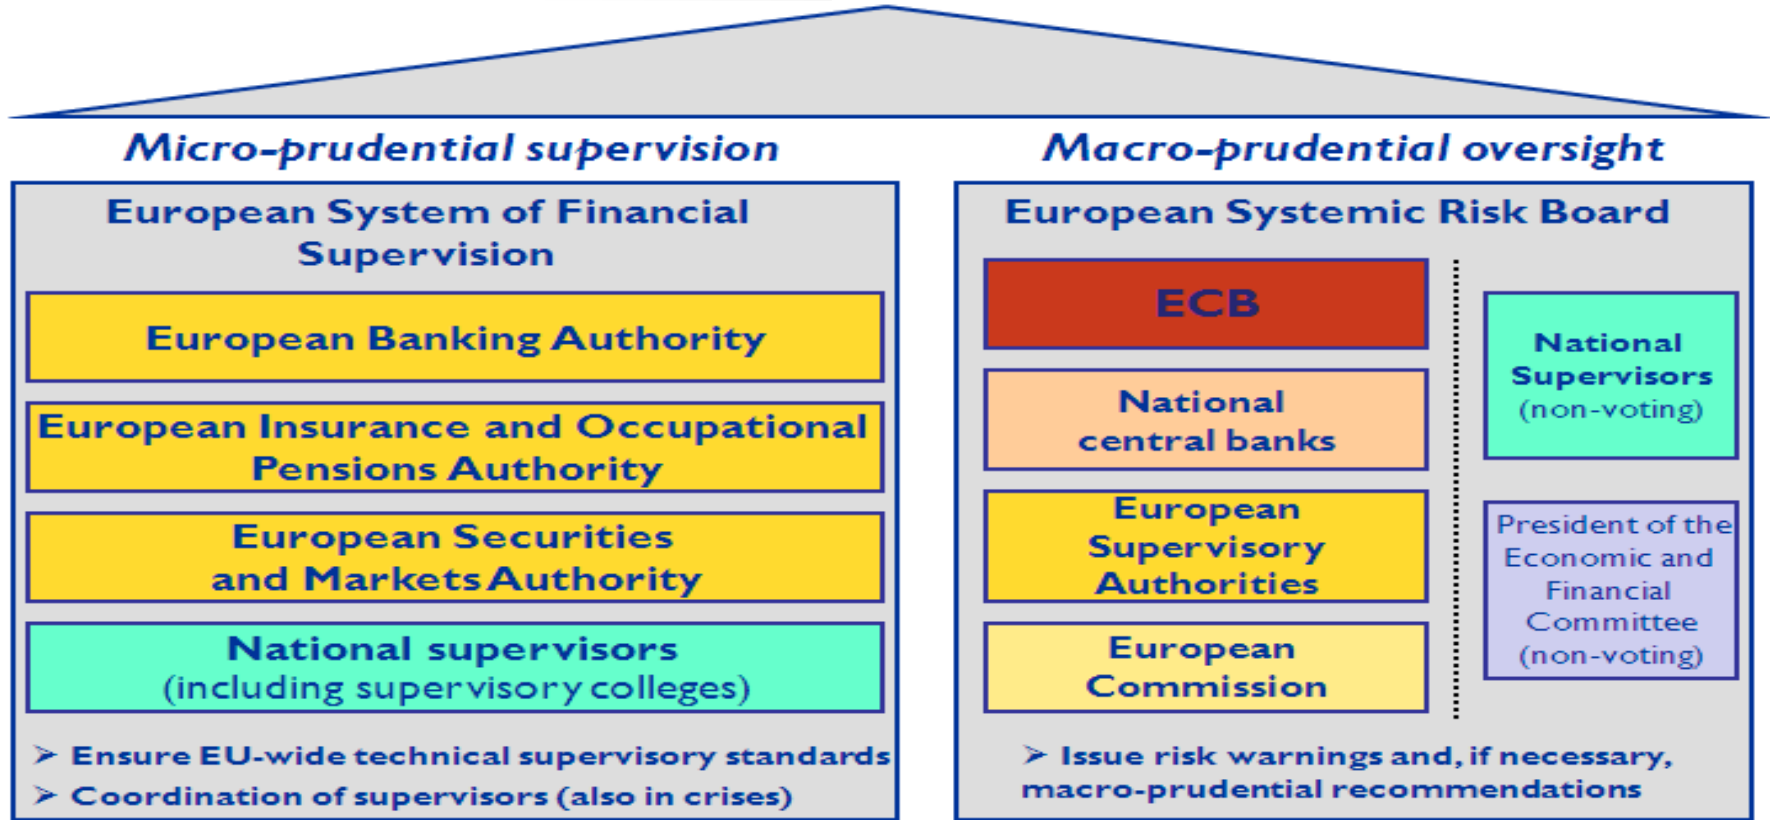 Micro-prudential supervision
European System of Financial
Supervision
European Banking Authority
European Insurance and Occupational
Pensions Authority
European Securities
and Markets Authority
National supervisors
(including supervisory colleges)
➢ Ensure EU-wide technical supervisory standards
➢ Coordination of supervisors (also in crises)
Macro-prudential oversight
European Systemic Risk Board
ECB
National
central banks
European
Supervisory
Authorities
European
Commission
National
Supervisors
(non-voting)
President of the
Economic and
Financial
Committee
(non-voting)
➢ Issue risk warnings and, if necessary,
macro-prudential recommendations